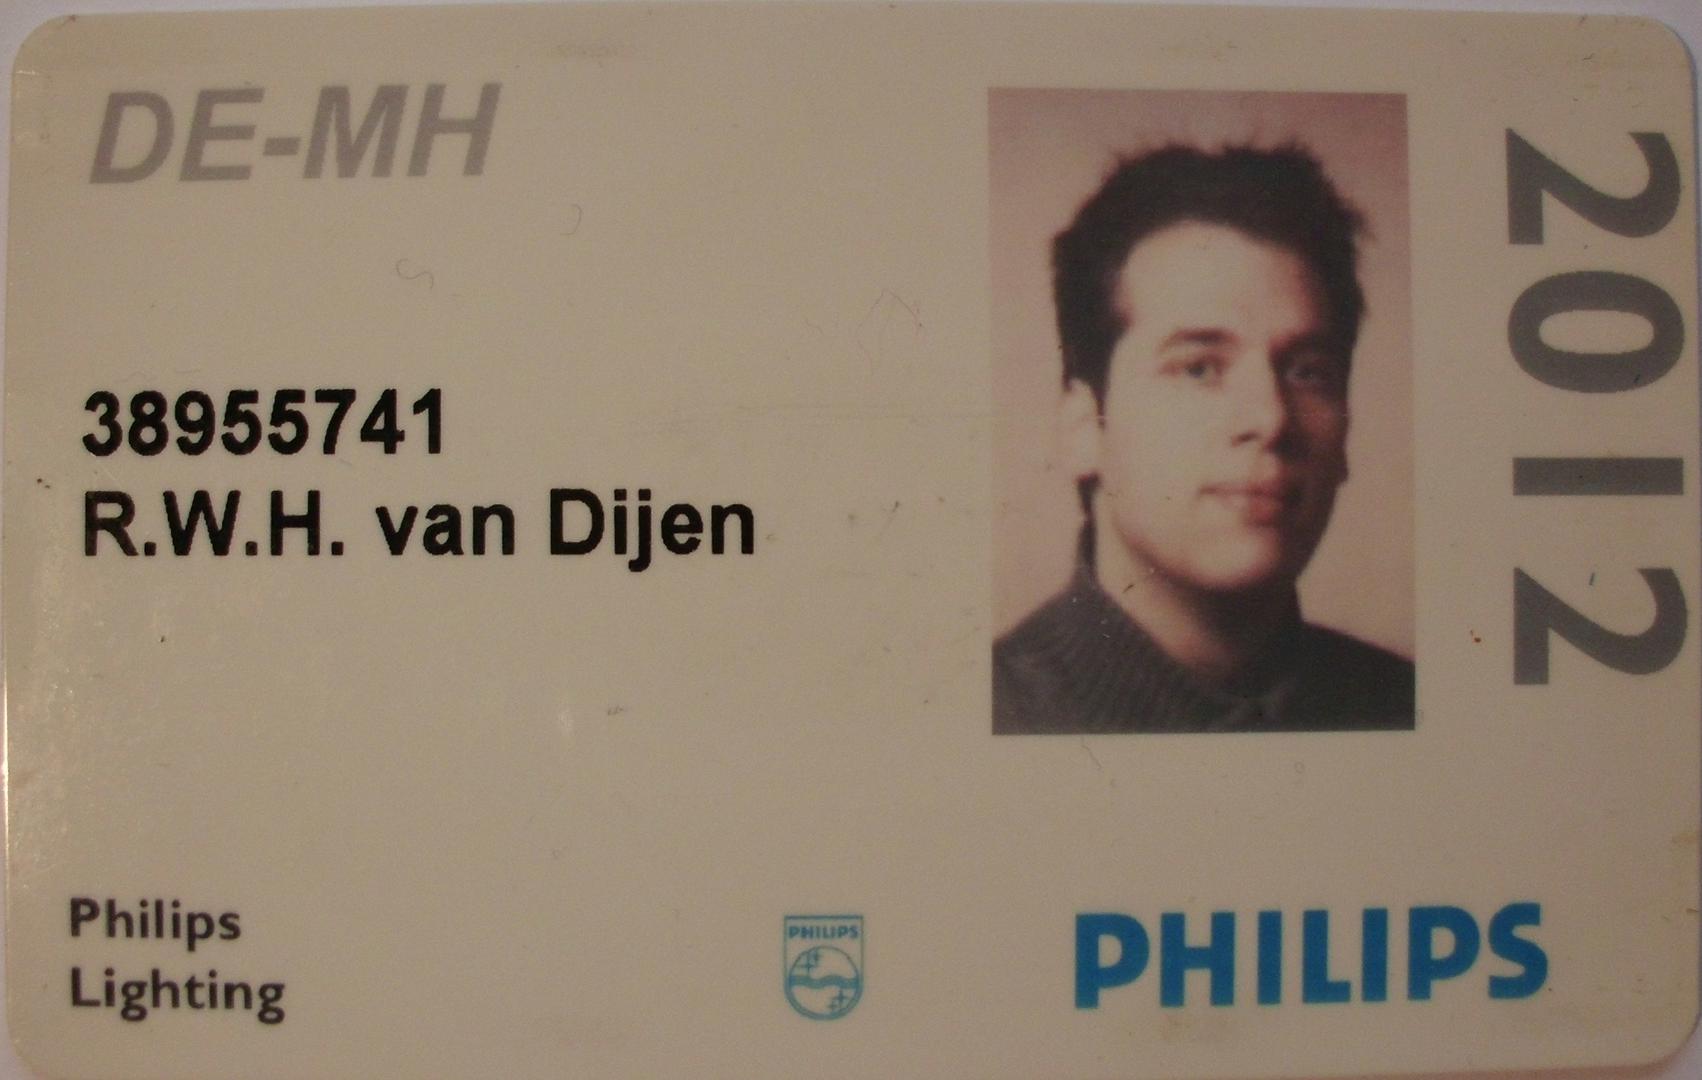 DE-MH
2012
38955741
R.W.H. van Dijen
Philips
Lighting
PHILIPS
PHILIPS